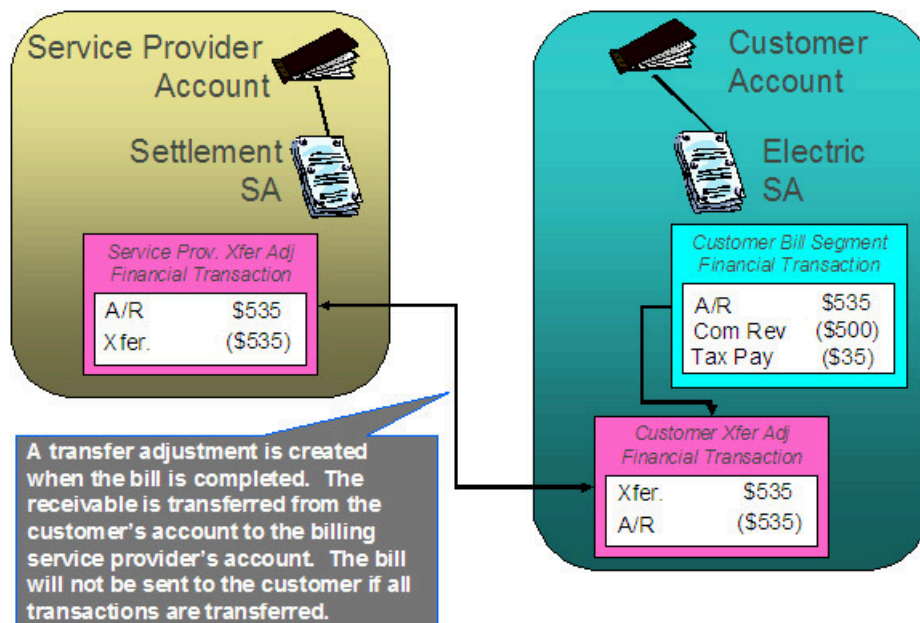 Service Provider
Account
Settlement
SA
Service Prov. Xfer Adj
Financial Transaction
A/R $535
Xfer. ($535)
Customer
Account
Electric
SA
Customer Bill Segment
Financial Transaction
A/R $535
Com Rev ($500)
Tax Pay ($35)
Customer Xfer Adj
Financial Transaction
Xfer. $535
A/R ($535)
A transfer adjustment is created
when the bill is completed. The
receivable is transferred from the
customer's account to the billing
service provider's account. The bill
will not be sent to the customer if all
transactions are transferred.